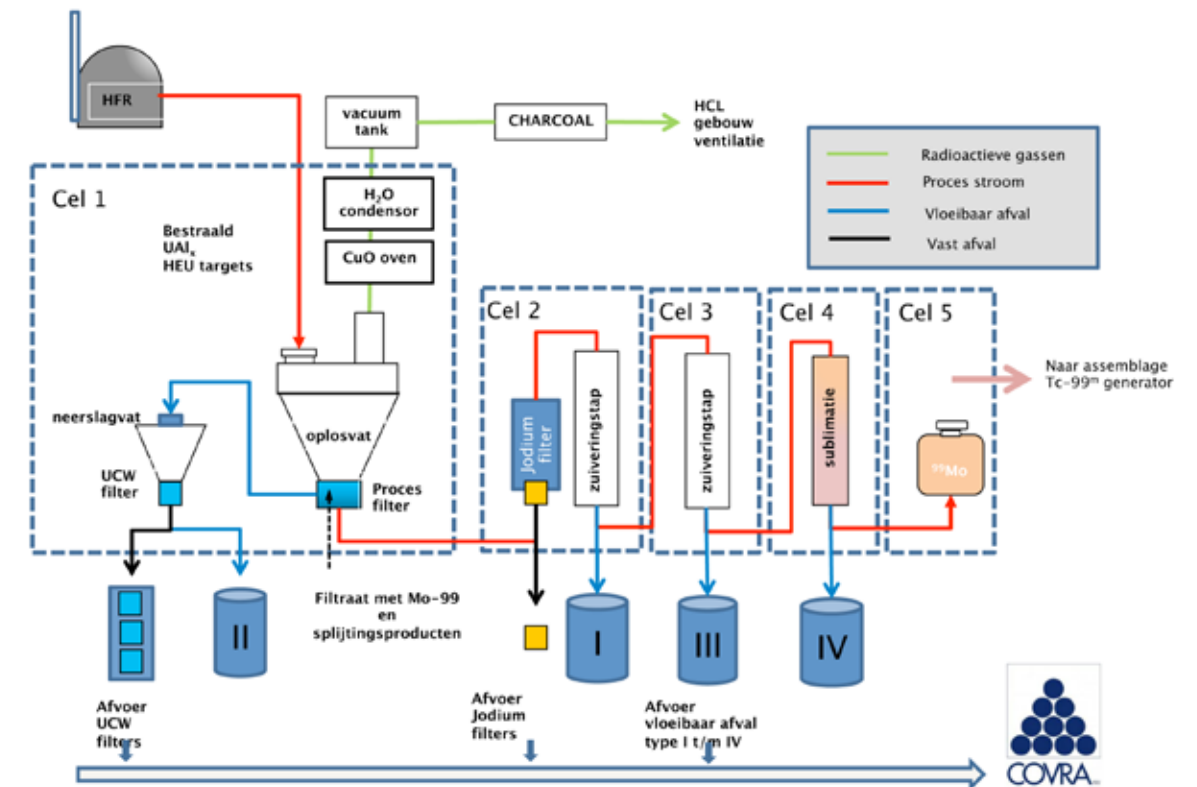 HFR
vacuum
tank
CHARCOAL
HCL
gebouw
ventilatie
Radioactieve gassen
Proces stroom
Vloeibaar afval
Vast afval
Cel 1
H₂O
condensor
CuO oven
Bestraald
UAlₓ
HEU targets
Cel 2
Cel 3
Cel 4
Cel 5
Naar assemblage
Tc-99ᵐ generator
neerslagvat
oplosvat
UCW
filter
Proces
filter
Jodium
filter
zuiveringstap
zuiveringstap
sublimatie
⁹⁹Mo
Filtraat met Mo-99
en
splijtingsproducten
II
I
III
IV
Afvoer
UCW
filters
Afvoer
Jodium
filters
Afvoer
vloeibaar afval
type I t/m IV
COVRA